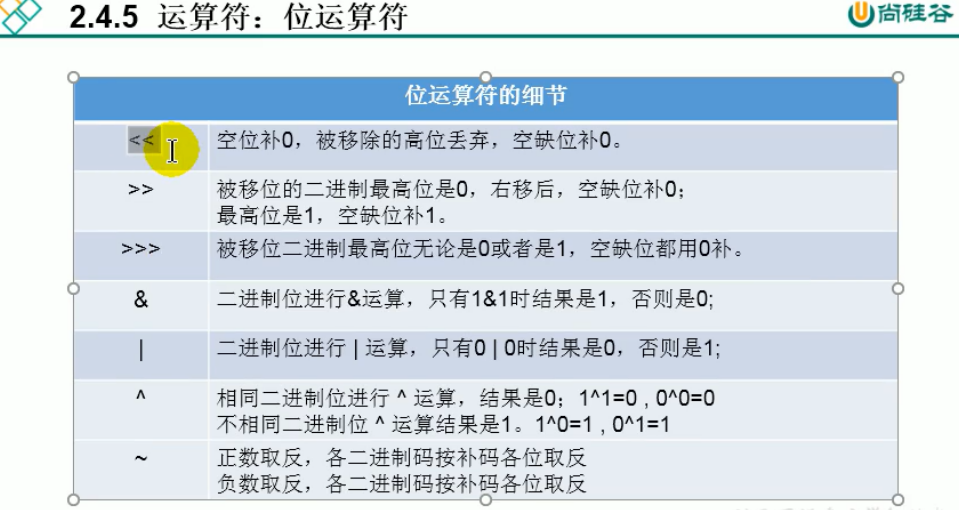 2.4.5 运算符：位运算符
尚硅谷
位运算符的细节
<<
空位补0，被移除的高位丢弃，空缺位补0。
>>
被移位的二进制最高位是0，右移后，空缺位补0；
最高位是1，空缺位补1。
>>>
被移位二进制最高位无论是0或者是1，空缺位都用0补。
&
二进制位进行&运算，只有1&1时结果是1，否则是0;
|
二进制位进行 | 运算，只有0 | 0时结果是0，否则是1;
^
相同二进制位进行 ^ 运算，结果是0；1^1=0 , 0^0=0
不相同二进制位 ^ 运算结果是1。1^0=1 , 0^1=1
~
正数取反，各二进制码按补码各位取反
负数取反，各二进制码按补码各位取反